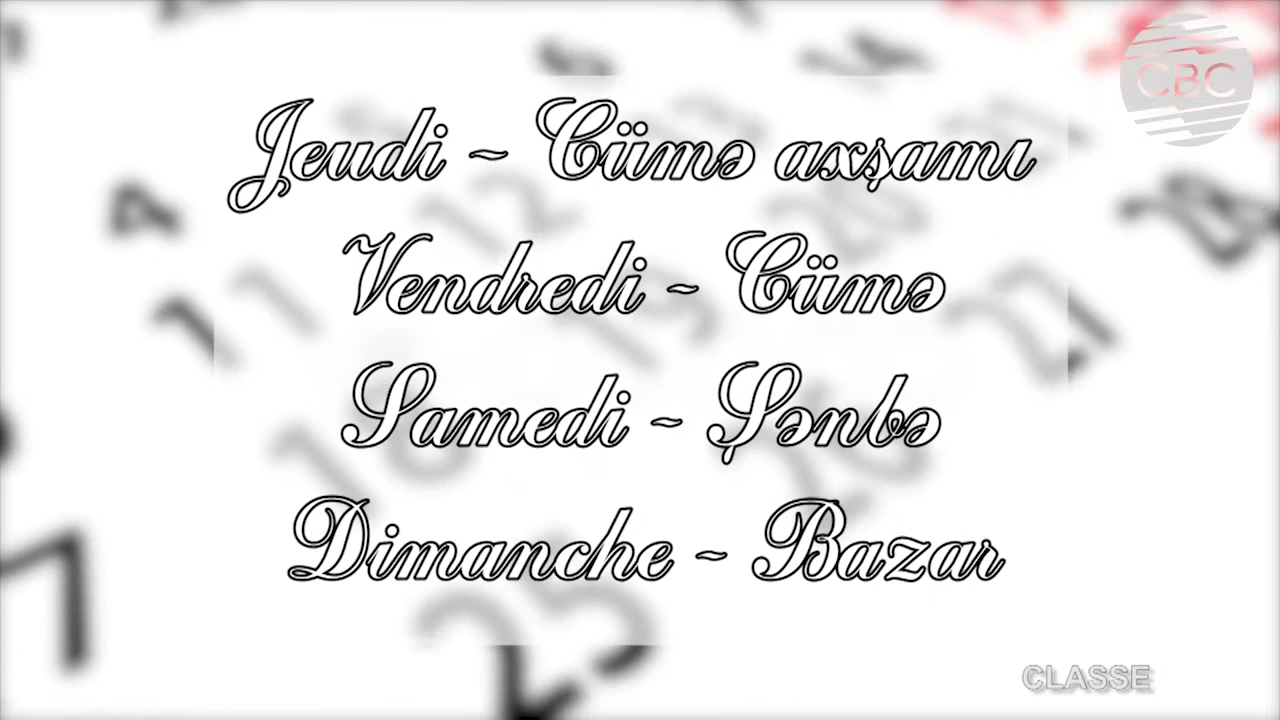 CBC
Jeudi - Cümə axşamı
Vendredi - Cümə
Samedi - Şənbə
Dimanche - Bazar
CLASSE